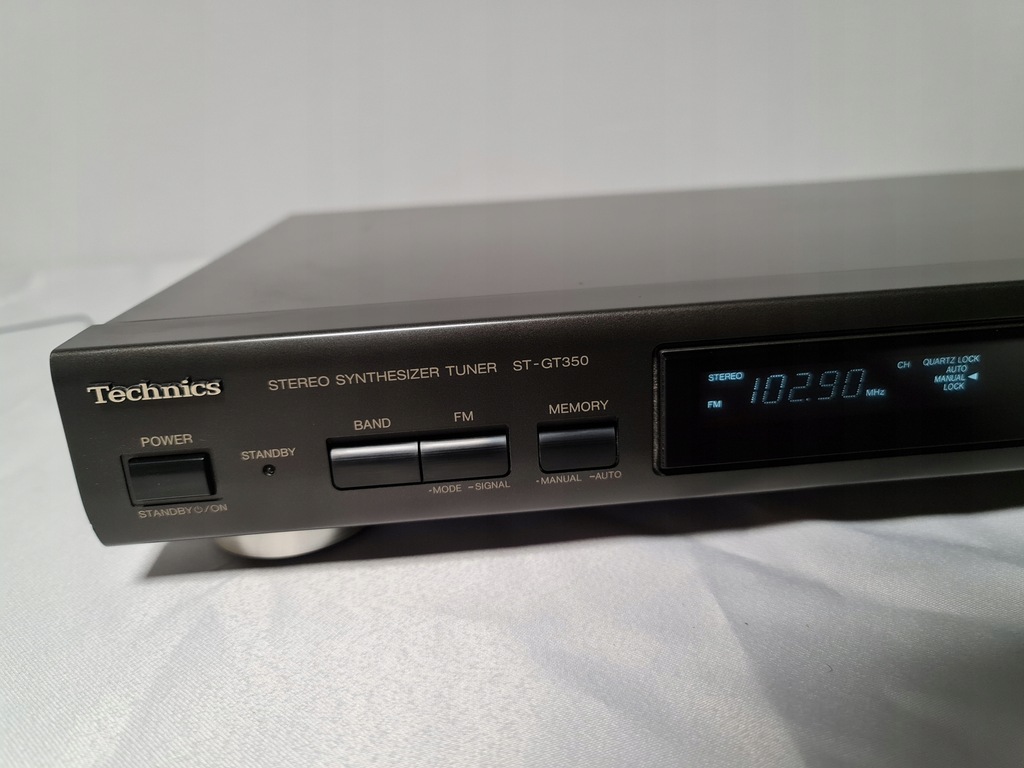 Technics
STEREO SYNTHESIZER TUNER ST-GT350
POWER
STANDBY⏻/ON
STANDBY
BAND
FM
-MODE -SIGNAL
MEMORY
-MANUAL -AUTO
STEREO
FM
102.90 MHz
CH
QUARTZ LOCK
AUTO
MANUAL ◀
LOCK